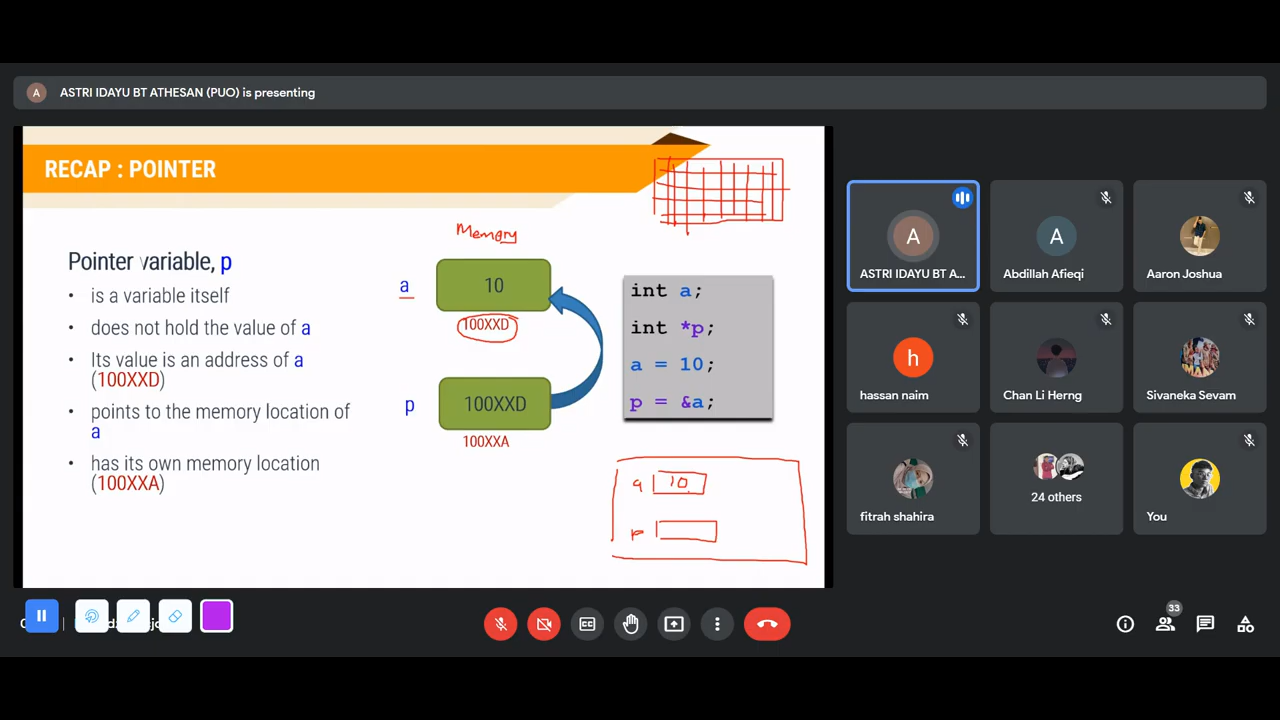 A ASTRI IDAYU BT ATHESAN (PUO) is presenting
RECAP : POINTER
Pointer variable, p
• is a variable itself
• does not hold the value of a
• Its value is an address of a
(100XXD)
• points to the memory location of
a
• has its own memory location
(100XXA)
Memory
a
10
100XXD
p
100XXD
100XXA
int a;
int *p;
a = 10;
p = &a;
a 10
p
A
ASTRI IDAYU BT A...
A
Abdillah Afieqi
Aaron Joshua
h
hassan naim
Chan Li Herng
Sivaneka Sevam
fitrah shahira
24 others
You
33